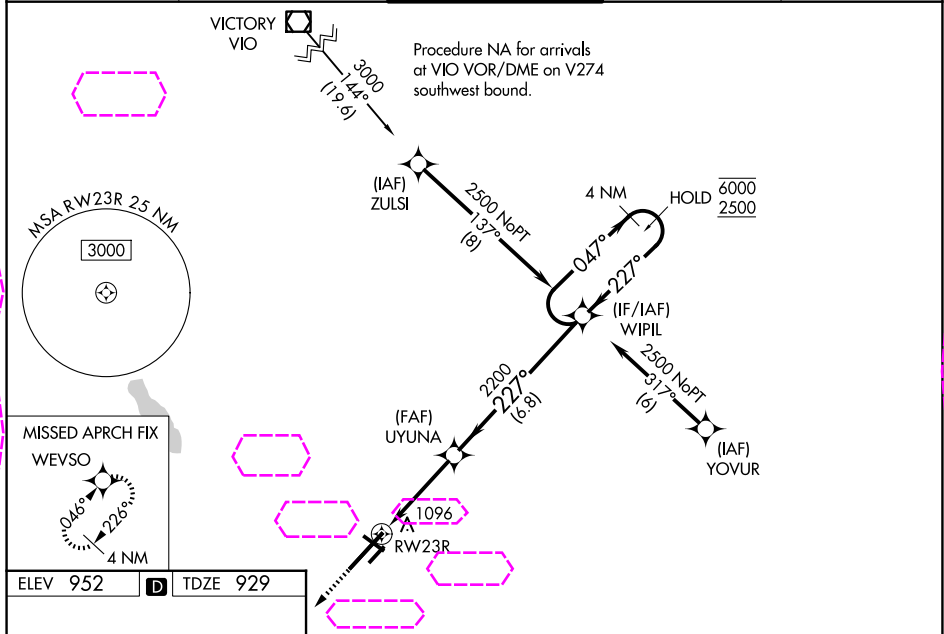 VICTORY
VIO
Procedure NA for arrivals
at VIO VOR/DME on V274
southwest bound.
3000
144°
(19.6)
(IAF)
ZULSI
2500 NoPT
137°
(8)
4 NM
HOLD
6000
2500
047°
227°
(IF/IAF)
WIPIL
MSA RW23R 25 NM
3000
2500 NoPT
317°
(6)
(IAF)
YOVUR
2200
227°
(6.8)
(FAF)
UYUNA
MISSED APRCH FIX
WEVSO
046°
226°
4 NM
1096
RW23R
ELEV 952
D
TDZE 929